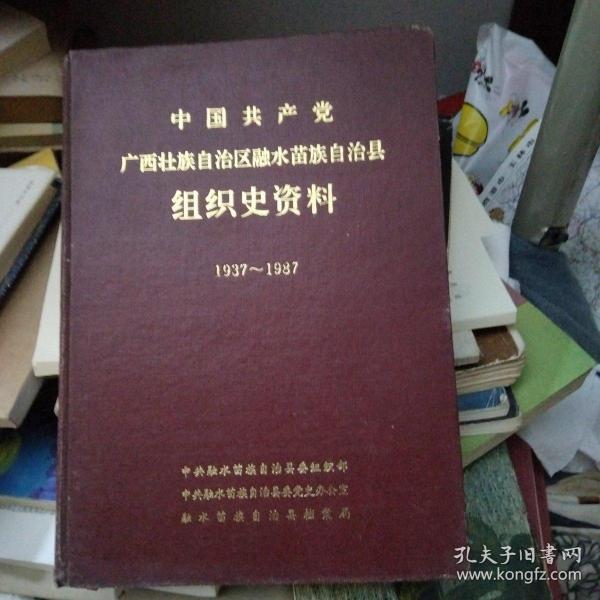 中国共产党
广西壮族自治区融水苗族自治县
组织史资料
1937～1987
中共融水苗族自治县委组织部
中共融水苗族自治县委党史办公室
融水苗族自治县档案局
孔夫子旧书网
www.kongfz.com